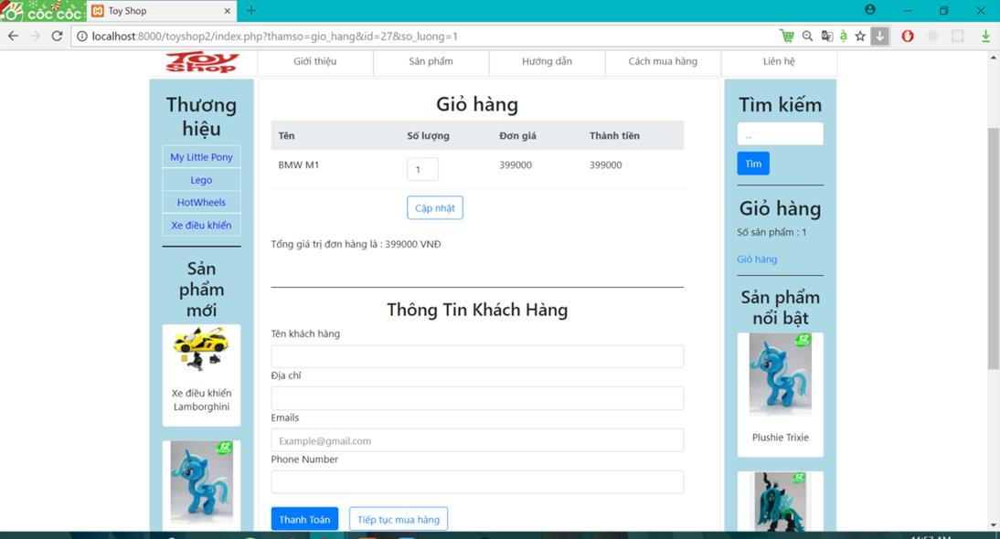 cốc cốc
Toy Shop
localhost:8000/toyshop2/index.php?thamso=gio_hang&id=27&so_luong=1
Toy
Shop
Giới thiệu
Sản phẩm
Hướng dẫn
Cách mua hàng
Liên hệ
Thương
hiệu
My Little Pony
Lego
HotWheels
Xe điều khiển
Sản
phẩm
mới
Xe điều khiển
Lamborghini
12
Giỏ hàng
Tên Số lượng Đơn giá Thành tiền
BMW M1 1 399000 399000
Cập nhật
Tổng giá trị đơn hàng là : 399000 VNĐ
Thông Tin Khách Hàng
Tên khách hàng
Địa chỉ
Emails
Example@gmail.com
Phone Number
Thanh Toán
Tiếp tục mua hàng
Tìm kiếm
...
Tìm
Giỏ hàng
Số sản phẩm : 1
Giỏ hàng
Sản phẩm
nổi bật
12
Plushie Trixie
12